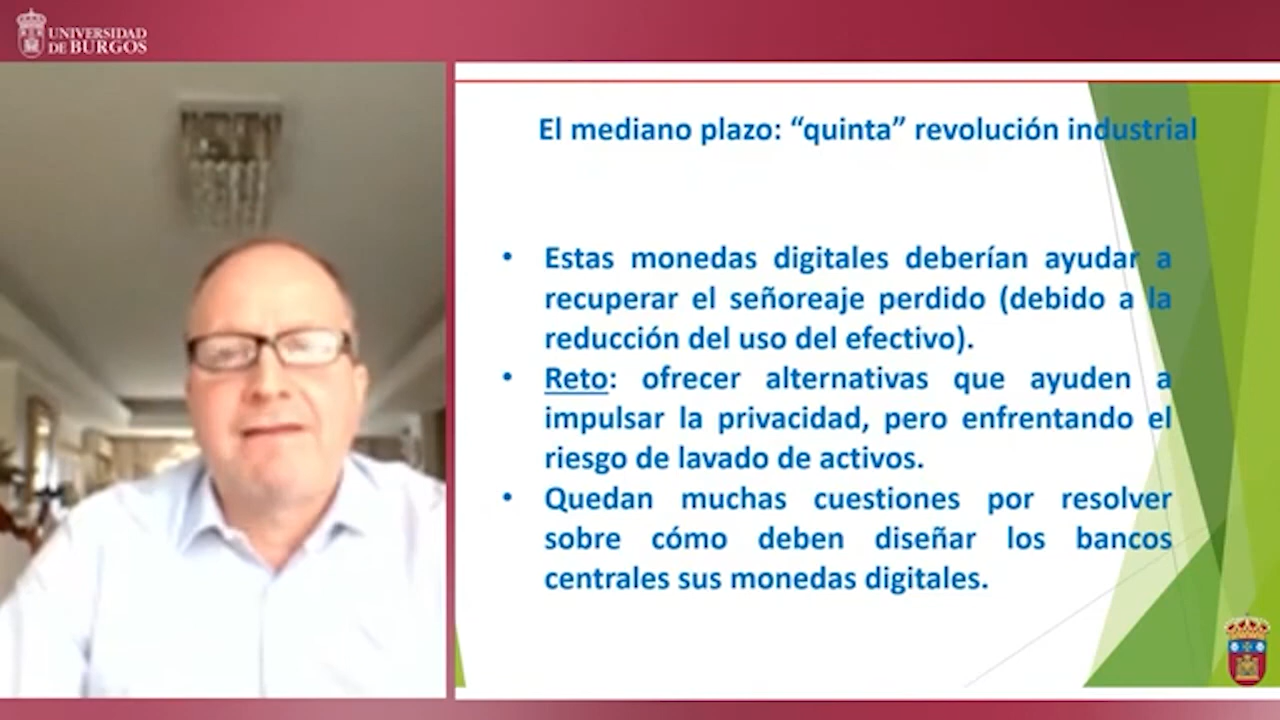 UNIVERSIDAD
DE BURGOS
El mediano plazo: “quinta” revolución industrial
• Estas monedas digitales deberían ayudar a
recuperar el señoreaje perdido (debido a la
reducción del uso del efectivo).
• Reto: ofrecer alternativas que ayuden a
impulsar la privacidad, pero enfrentando el
riesgo de lavado de activos.
• Quedan muchas cuestiones por resolver
sobre cómo deben diseñar los bancos
centrales sus monedas digitales.